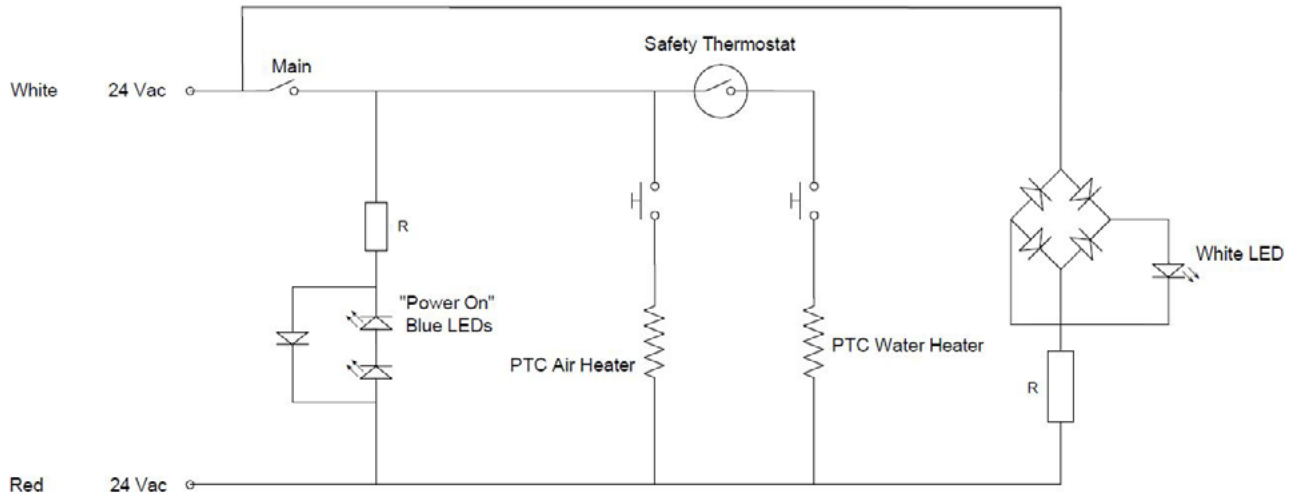 Safety Thermostat
Main
White 24 Vac
R
White LED
"Power On"
Blue LEDs
PTC Air Heater
PTC Water Heater
R
Red 24 Vac